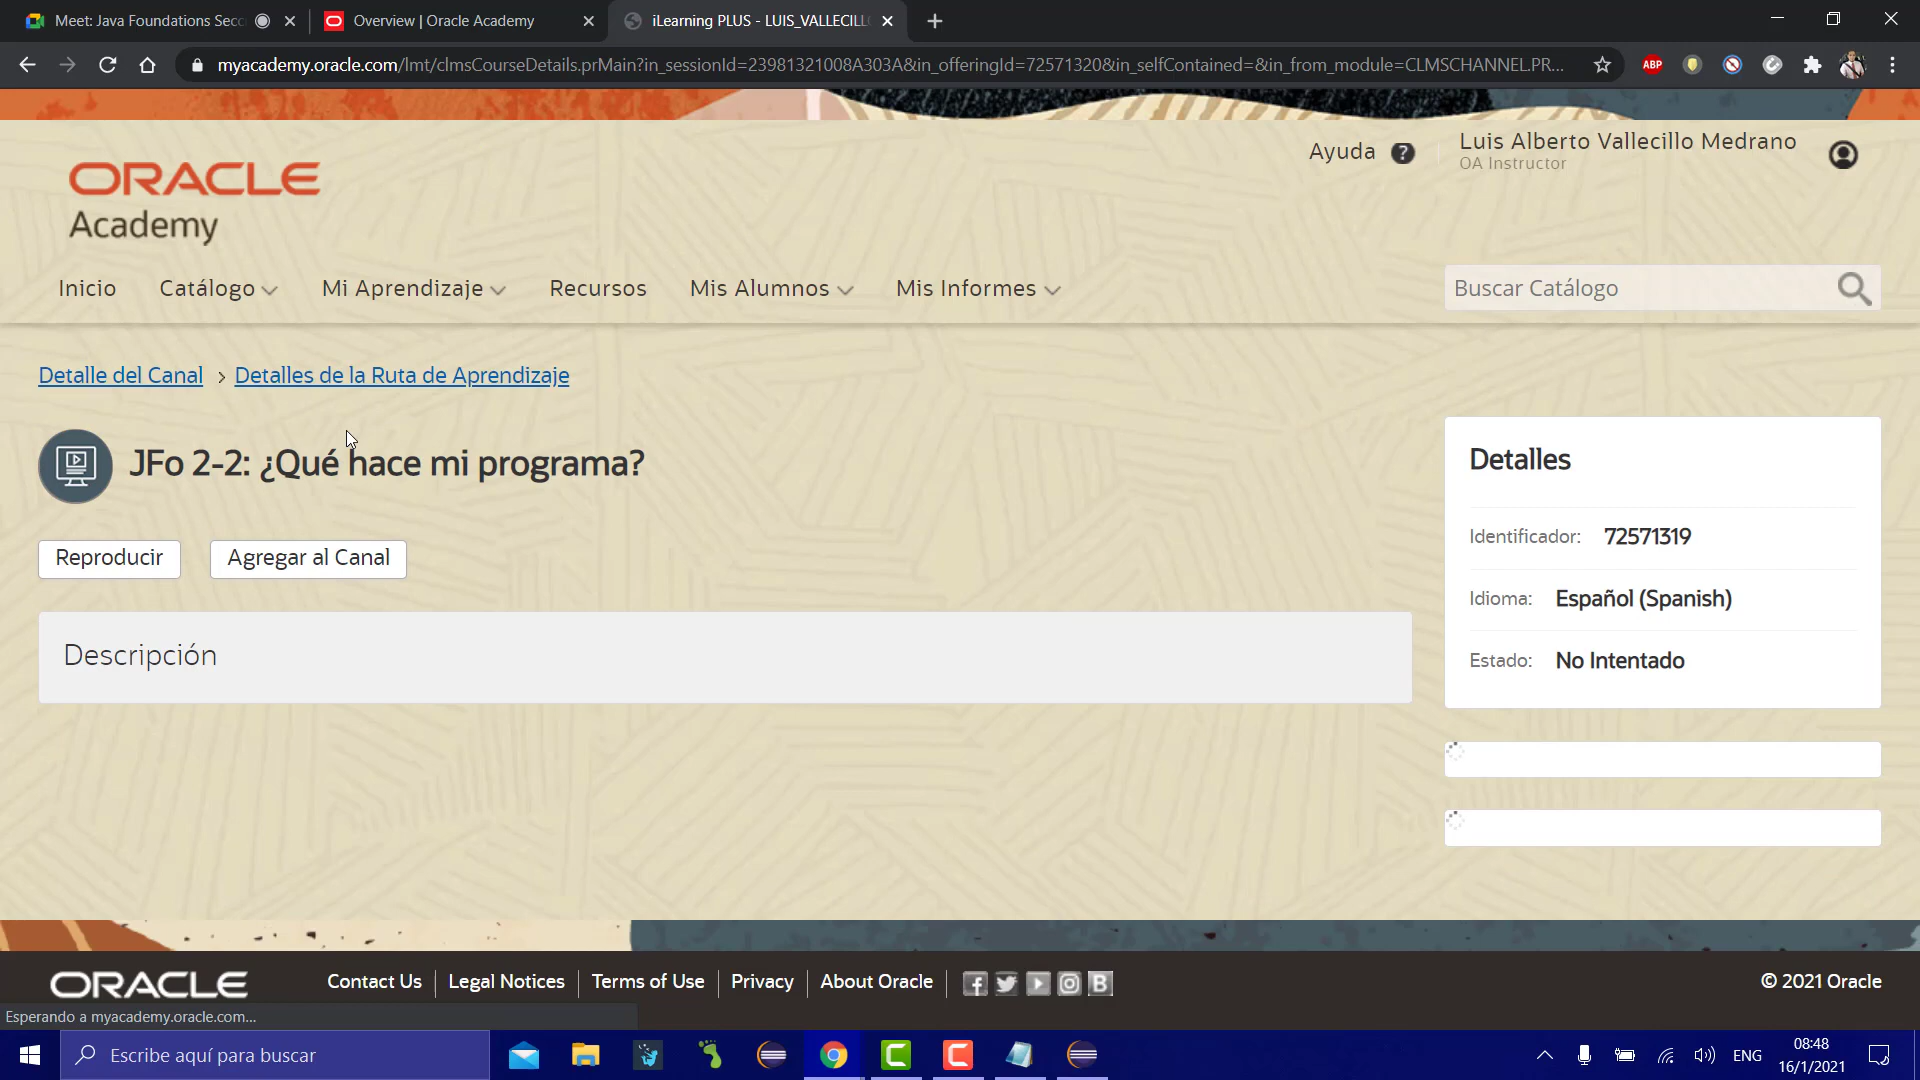 Meet: Java Foundations Secc
Overview | Oracle Academy
iLearning PLUS - LUIS_VALLECILLO
myacademy.oracle.com/lmt/clmsCourseDetails.prMain?in_sessionId=23981321008A303A&in_offeringId=72571320&in_selfContained=&in_from_module=CLMSCHANNEL.PR...
ABP
ORACLE
Academy
Ayuda ?
Luis Alberto Vallecillo Medrano
OA Instructor
Inicio Catálogo Mi Aprendizaje Recursos Mis Alumnos Mis Informes
Buscar Catálogo
Detalle del Canal > Detalles de la Ruta de Aprendizaje
JFo 2-2: ¿Qué hace mi programa?
Reproducir Agregar al Canal
Descripción
Detalles
Identificador: 72571319
Idioma: Español (Spanish)
Estado: No Intentado
ORACLE Contact Us | Legal Notices | Terms of Use | Privacy | About Oracle | © 2021 Oracle
Esperando a myacademy.oracle.com...
Escribe aquí para buscar
ENG
08:48
16/1/2021